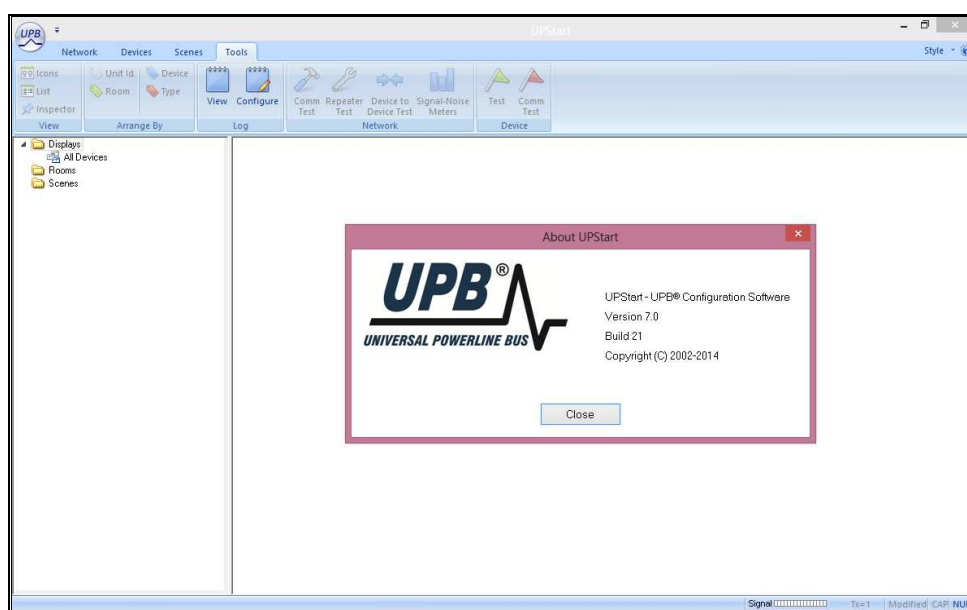 UPB
UPStart
Network Devices Scenes Tools
Style
Icons
List
Inspector
View
Unit Id Device
Room Type
Arrange By
View Configure
Log
Comm Test Repeater Test Device to Device Test Signal-Noise Meters
Network
Test Comm Test
Device
Displays
All Devices
Rooms
Scenes
About UPStart
UPB®
UNIVERSAL POWERLINE BUS
UPStart - UPB® Configuration Software
Version 7.0
Build 21
Copyright (C) 2002-2014
Close
Signal Tx=1 Modified CAP NU